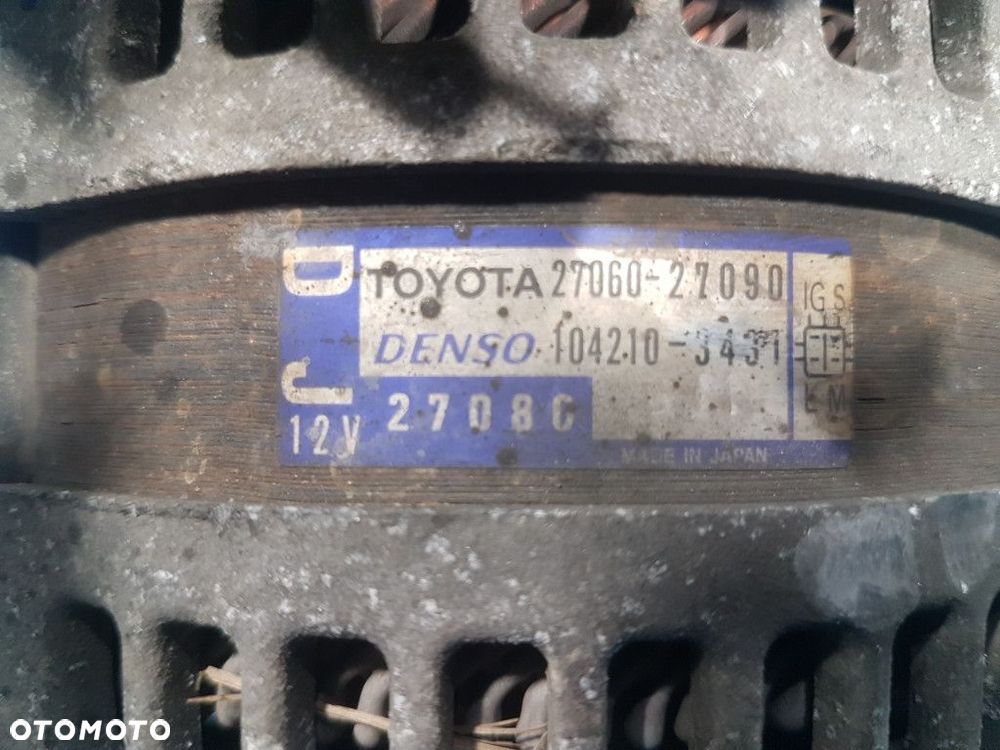 D
TOYOTA 27060-27090
IG S
DENSO 104210-3431
J
12V
27080
M
MADE IN JAPAN
OTOMOTO